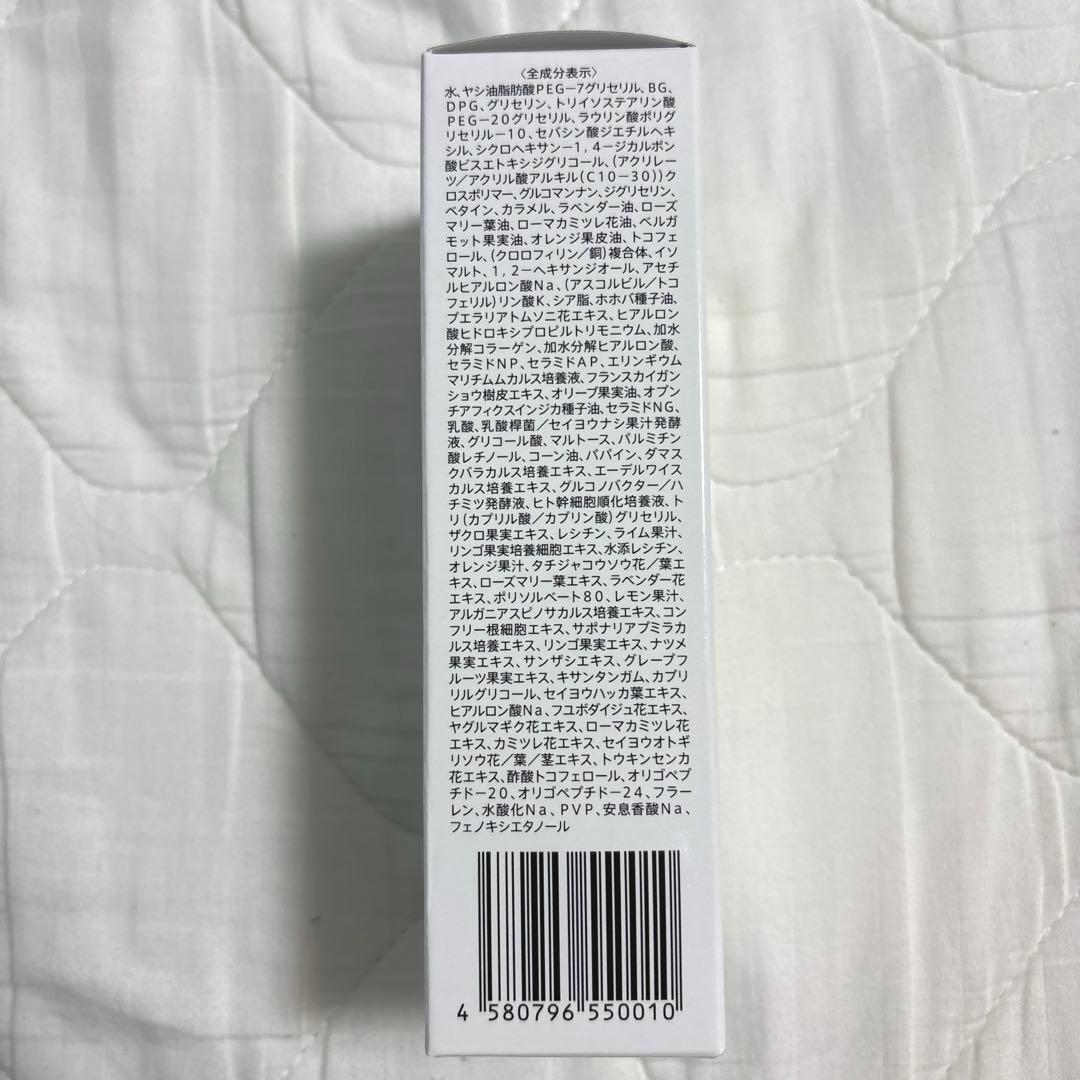 〈全成分表示〉
水、ヤシ油脂肪酸PEG－7グリセリル、BG、
DPG、グリセリン、トリイソステアリン酸
PEG－20グリセリル、ラウリン酸ポリグ
リセリル－10、セバシン酸ジエチルヘキ
シル、シクロヘキサン－1，4－ジカルボン
酸ビスエトキシジグリコール、(アクリレー
ツ／アクリル酸アルキル(C10－30))ク
ロスポリマー、グルコマンナン、ジグリセリン、
ベタイン、カラメル、ラベンダー油、ローズ
マリー葉油、ローマカミツレ花油、ベルガ
モット果実油、オレンジ果皮油、トコフェ
ロール、(クロロフィリン／銅)複合体、イソ
マルト、1，2－ヘキサンジオール、アセチ
ルヒアルロン酸Na、(アスコルビル／トコ
フェリル)リン酸K、シア脂、ホホバ種子油、
プエラリアトムソニ花エキス、ヒアルロン
酸ヒドロキシプロピルトリモニウム、加水
分解コラーゲン、加水分解ヒアルロン酸、
セラミドNP、セラミドAP、エリンギウム
マリチムムカルス培養液、フランスカイガン
ショウ樹皮エキス、オリーブ果実油、オプン
チアフィクスインジカ種子油、セラミドNG、
乳酸、乳酸桿菌／セイヨウナシ果汁発酵
液、グリコール酸、マルトース、パルミチン
酸レチノール、コーン油、パパイン、ダマス
クバラカルス培養エキス、エーデルワイス
カルス培養エキス、グルコノバクター／ハ
チミツ発酵液、ヒト幹細胞順化培養液、ト
リ(カプリル酸／カプリン酸)グリセリル、
ザクロ果実エキス、レシチン、ライム果汁、
リンゴ果実培養細胞エキス、水添レシチン、
オレンジ果汁、タチジャコウソウ花／葉エ
キス、ローズマリー葉エキス、ラベンダー花
エキス、ポリソルベート80、レモン果汁、
アルガニアスピノサカルス培養エキス、コン
フリー根細胞エキス、サポナリアプミラカ
ルス培養エキス、リンゴ果実エキス、ナツメ
果実エキス、サンザシエキス、グレープフ
ルーツ果実エキス、キサンタンガム、カプリ
リルグリコール、セイヨウハッカ葉エキス、
ヒアルロン酸Na、フユボダイジュ花エキス、
ヤグルマギク花エキス、ローマカミツレ花
エキス、カミツレ花エキス、セイヨウオトギ
リソウ花／葉／茎エキス、トウキンセンカ
花エキス、酢酸トコフェロール、オリゴペプ
チド－20、オリゴペプチド－24、フラー
レン、水酸化Na、PVP、安息香酸Na、
フェノキシエタノール
4 580796 550010